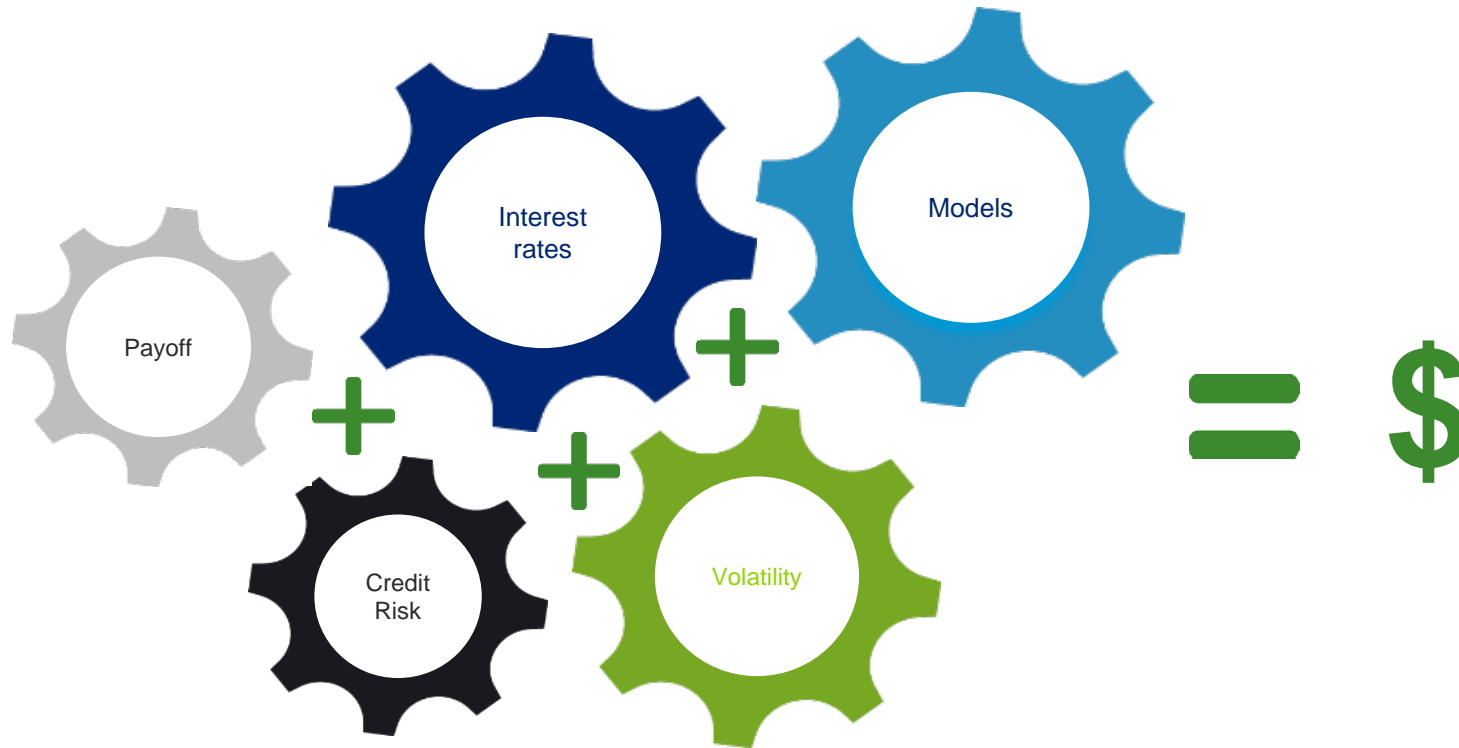 Payoff
+
Interest
rates
+
Models
Credit
Risk
+
Volatility
= $